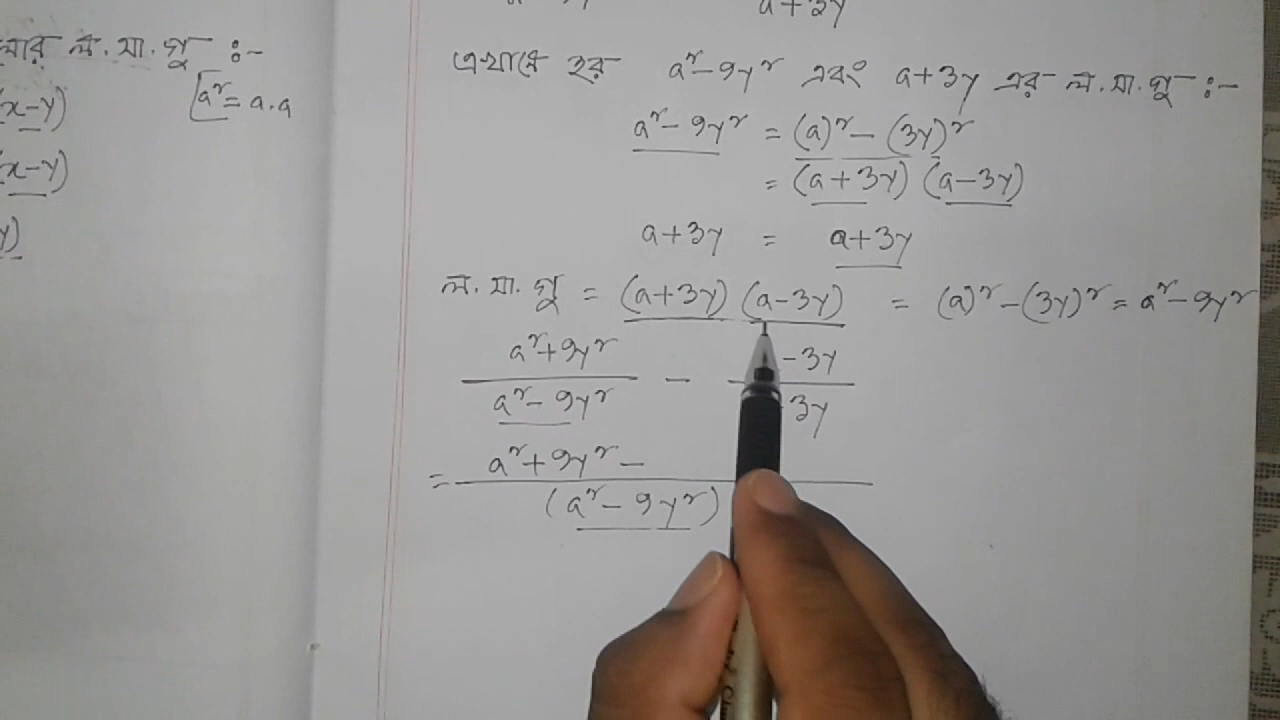 ল.সা.গু :-
(x-y)
[a² = a.a
(x-y)
y)
a+3y
এখানে হর a²-9y² এবং a+3y এর ল.সা.গু :-
a²-9y² = (a)²-(3y)²
= (a+3y) (a-3y)
a+3y = a+3y
ল.সা.গু = (a+3y) (a-3y) = (a)²-(3y)² = a²-9y²
a²+9y² -3y
a²-9y² - 3y
= a²+9y² -
(a²-9y²)